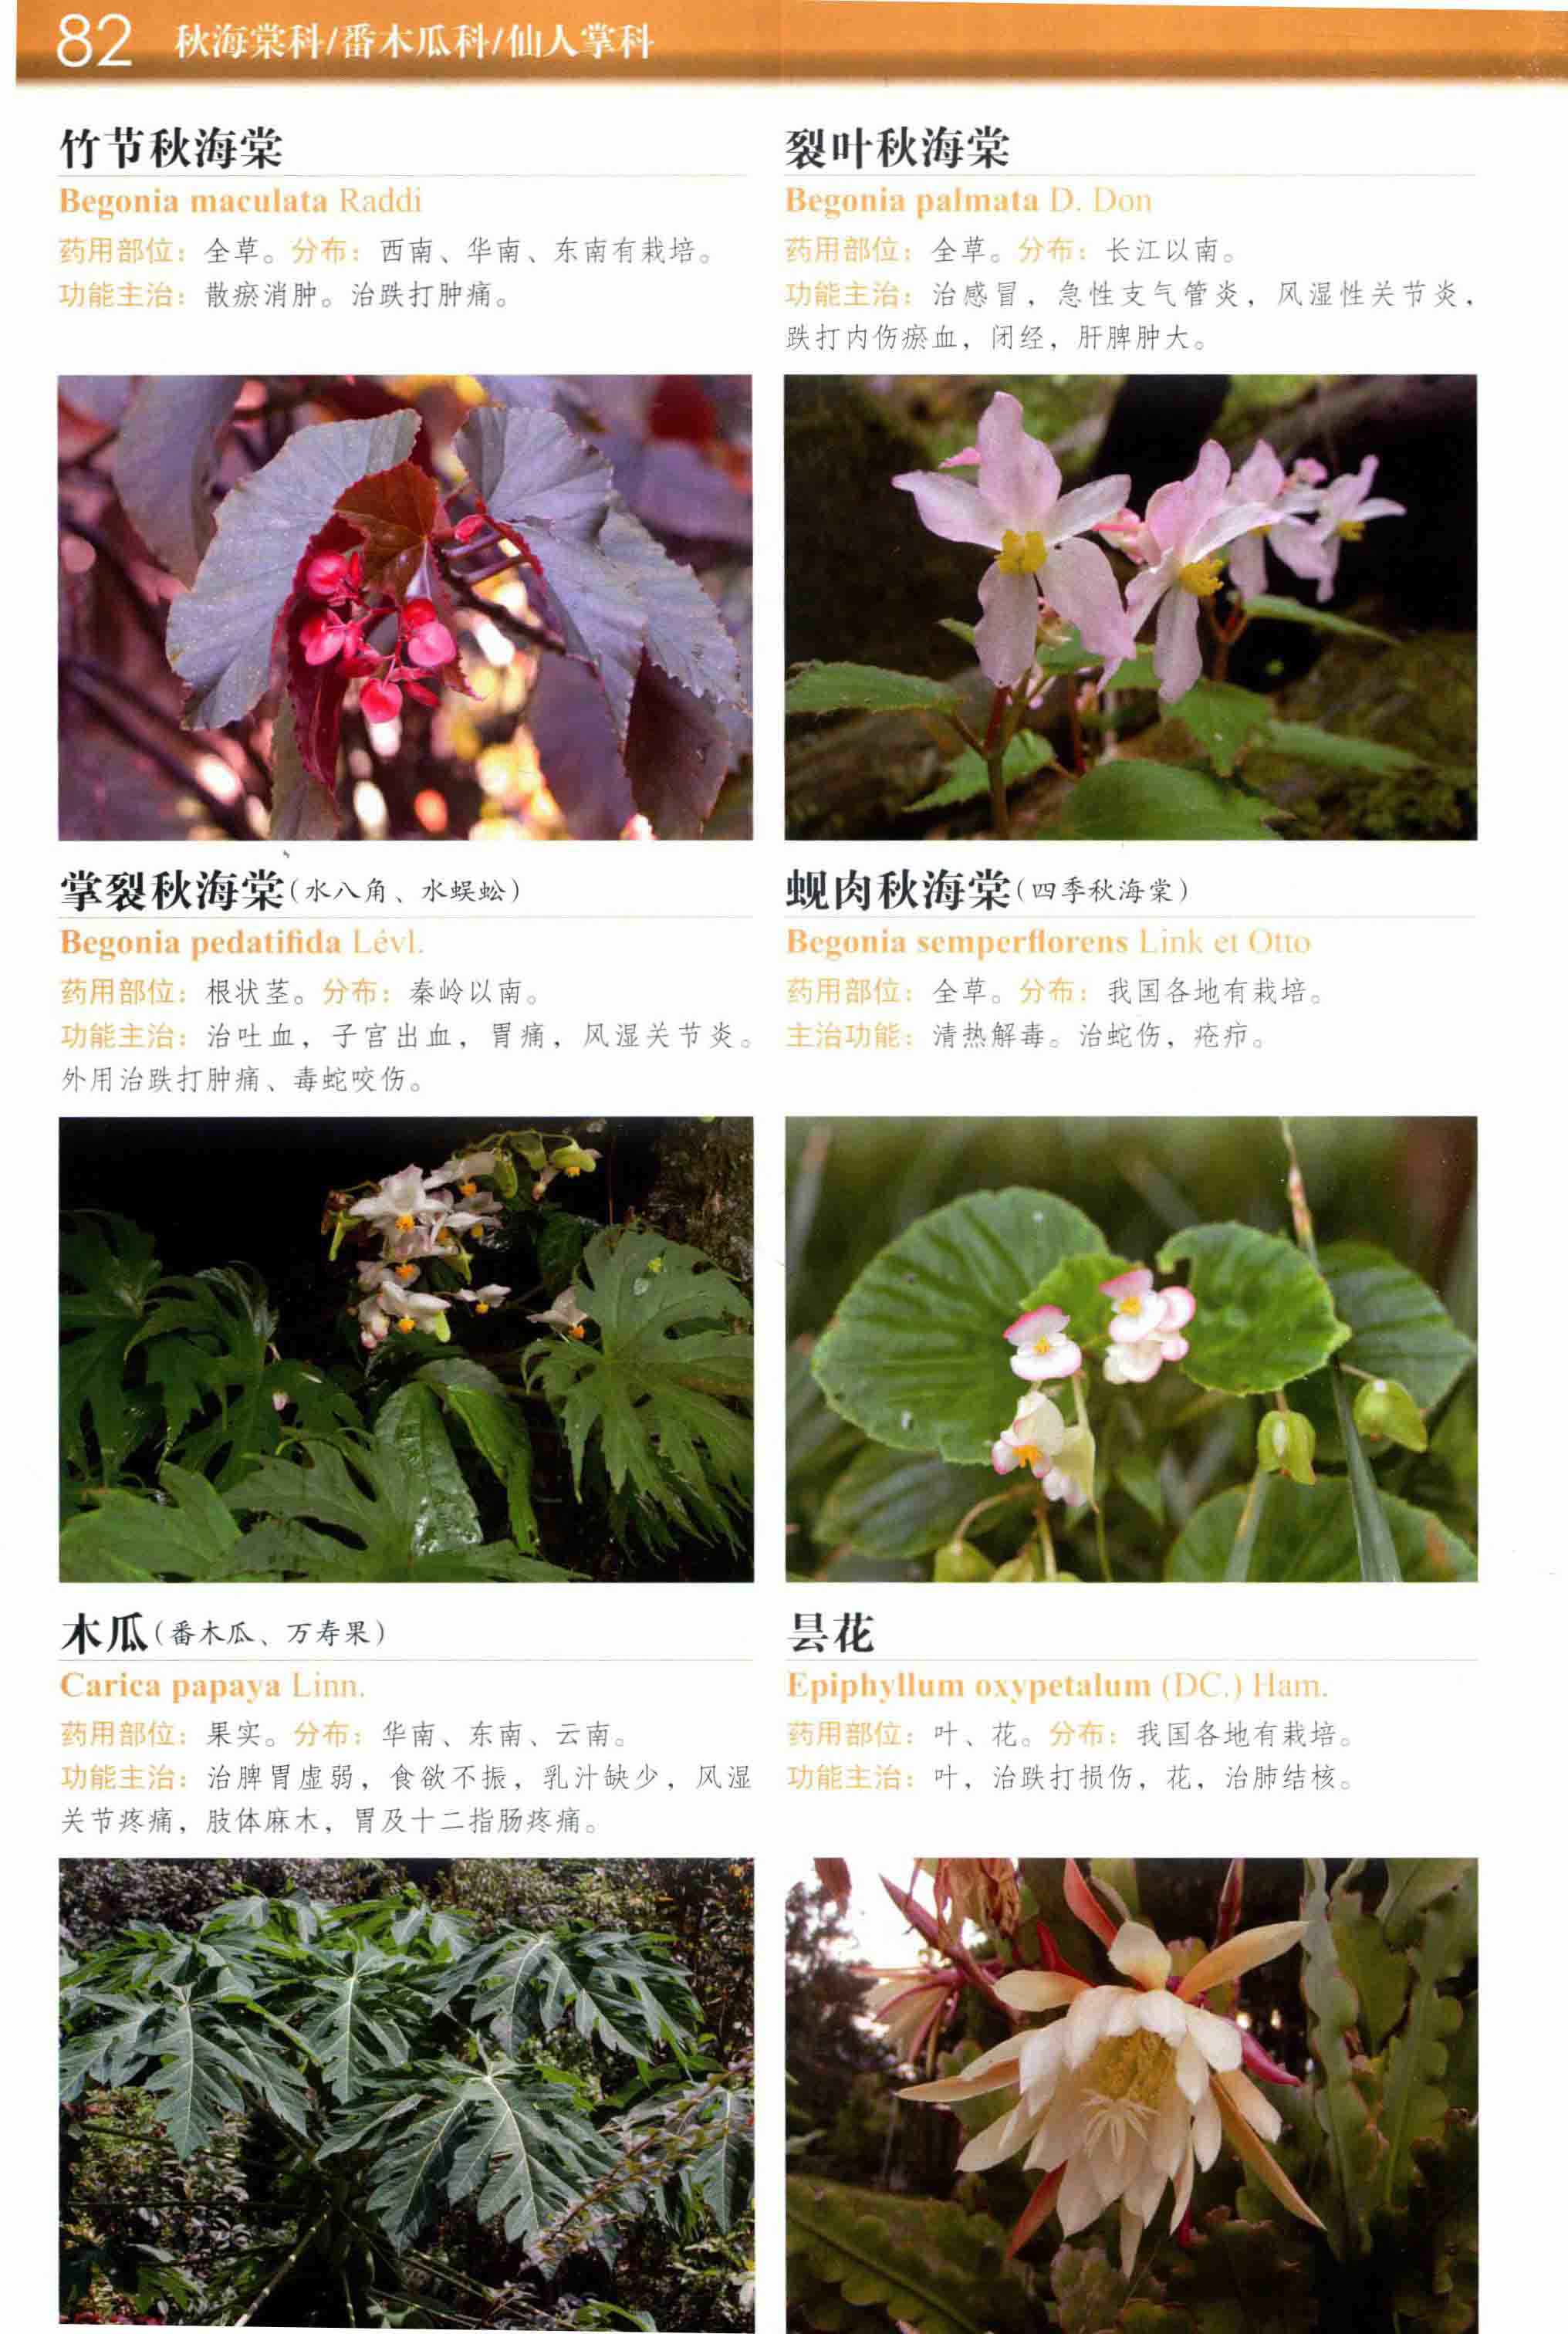 82 秋海棠科/番木瓜科/仙人掌科
竹节秋海棠
Begonia maculata Raddi
药用部位：全草。分布：西南、华南、东南有栽培。
功能主治：散瘀消肿。治跌打肿痛。
裂叶秋海棠
Begonia palmata D. Don
药用部位：全草。分布：长江以南。
功能主治：治感冒，急性支气管炎，风湿性关节炎，
跌打内伤瘀血，闭经，肝脾肿大。
掌裂秋海棠(水八角、水蜈蚣)
Begonia pedatifida Lévl.
药用部位：根状茎。分布：秦岭以南。
功能主治：治吐血，子宫出血，胃痛，风湿关节炎。
外用治跌打肿痛、毒蛇咬伤。
蚬肉秋海棠(四季秋海棠)
Begonia semperflorens Link et Otto
药用部位：全草。分布：我国各地有栽培。
主治功能：清热解毒。治蛇伤，疮疖。
木瓜(番木瓜、万寿果)
Carica papaya Linn.
药用部位：果实。分布：华南、东南、云南。
功能主治：治脾胃虚弱，食欲不振，乳汁缺少，风湿
关节疼痛，肢体麻木，胃及十二指肠疼痛。
昙花
Epiphyllum oxypetalum (DC.) Ham.
药用部位：叶、花。分布：我国各地有栽培。
功能主治：叶，治跌打损伤，花，治肺结核。